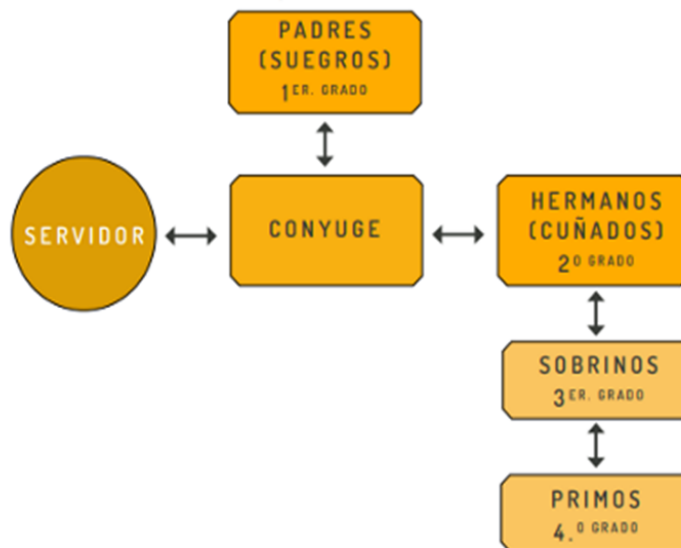 PADRES
(SUEGROS)
1ER. GRADO
SERVIDOR
CONYUGE
HERMANOS
(CUÑADOS)
2O GRADO
SOBRINOS
3ER. GRADO
PRIMOS
4.O GRADO